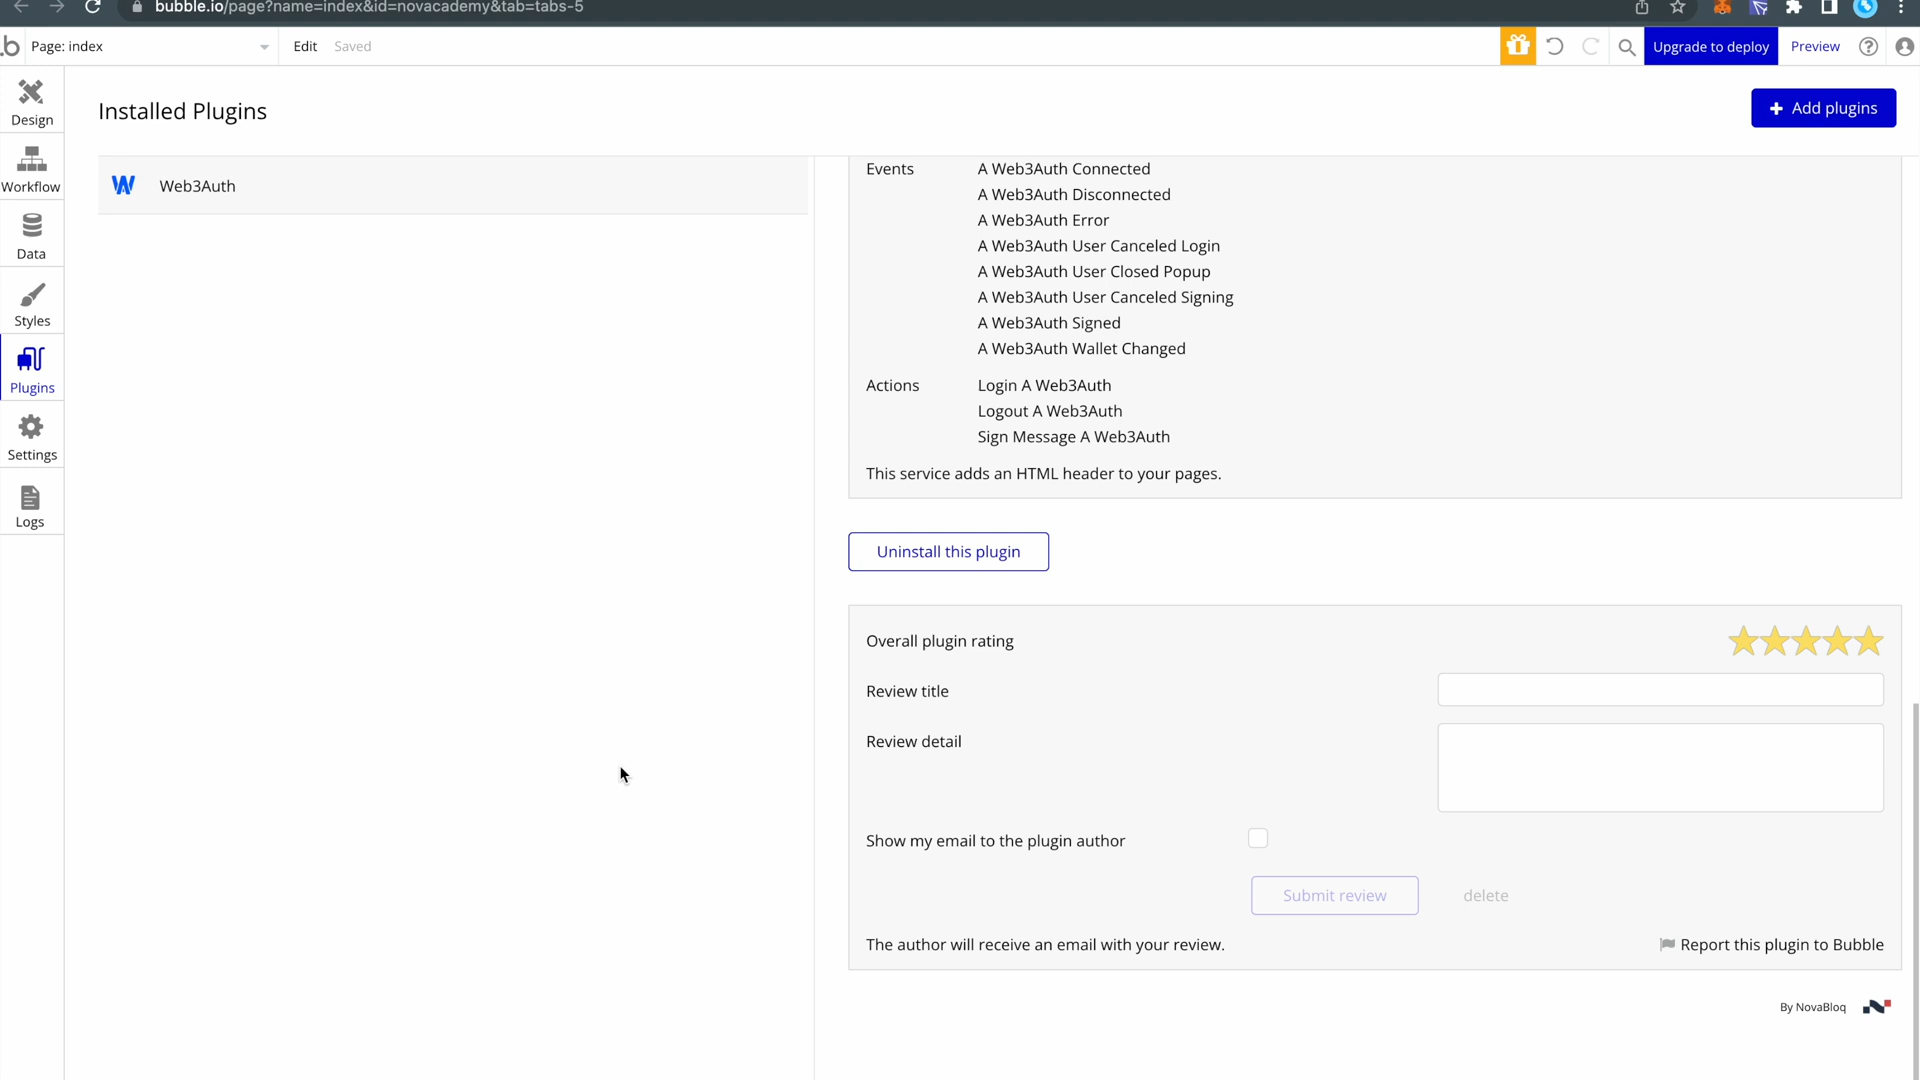 bubble.io/page?name=index&id=novacademy&tab=tabs-5
.b Page: index Edit Saved Upgrade to deploy Preview
Design
Workflow
Data
Styles
Plugins
Settings
Logs
Installed Plugins
+ Add plugins
Web3Auth
Events A Web3Auth Connected
A Web3Auth Disconnected
A Web3Auth Error
A Web3Auth User Canceled Login
A Web3Auth User Closed Popup
A Web3Auth User Canceled Signing
A Web3Auth Signed
A Web3Auth Wallet Changed
Actions Login A Web3Auth
Logout A Web3Auth
Sign Message A Web3Auth
This service adds an HTML header to your pages.
Uninstall this plugin
Overall plugin rating
Review title
Review detail
Show my email to the plugin author
Submit review delete
The author will receive an email with your review. Report this plugin to Bubble
By NovaBloq